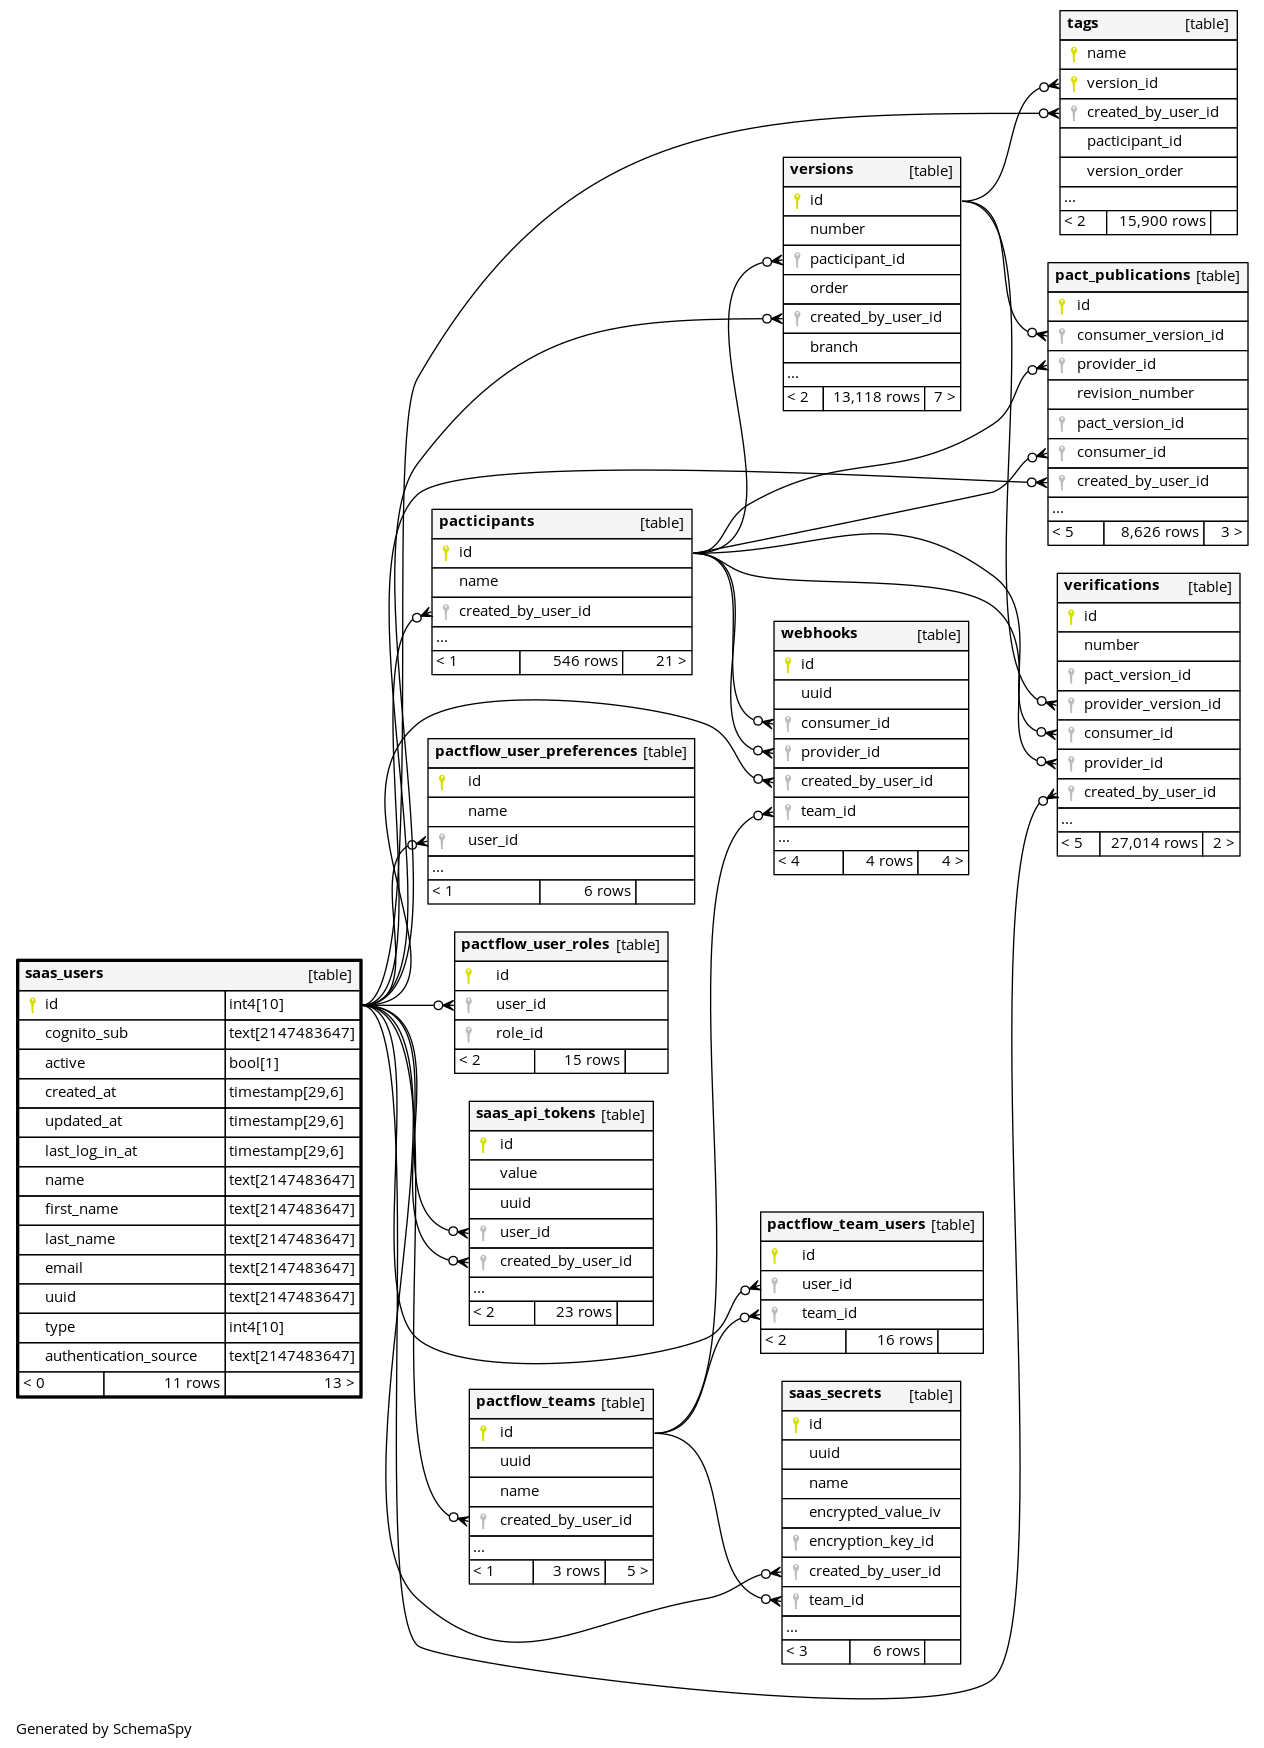 tags [table]
name
version_id
created_by_user_id
pacticipant_id
version_order
...
< 2 15,900 rows
versions [table]
id
number
pacticipant_id
order
created_by_user_id
branch
...
< 2 13,118 rows 7 >
pact_publications [table]
id
consumer_version_id
provider_id
revision_number
pact_version_id
consumer_id
created_by_user_id
...
< 5 8,626 rows 3 >
pacticipants [table]
id
name
created_by_user_id
...
< 1 546 rows 21 >
verifications [table]
id
number
pact_version_id
provider_version_id
consumer_id
provider_id
created_by_user_id
...
< 5 27,014 rows 2 >
webhooks [table]
id
uuid
consumer_id
provider_id
created_by_user_id
team_id
...
< 4 4 rows 4 >
pactflow_user_preferences [table]
id
name
user_id
...
< 1 6 rows
pactflow_user_roles [table]
id
user_id
role_id
< 2 15 rows
saas_users [table]
id int4[10]
cognito_sub text[2147483647]
active bool[1]
created_at timestamp[29,6]
updated_at timestamp[29,6]
last_log_in_at timestamp[29,6]
name text[2147483647]
first_name text[2147483647]
last_name text[2147483647]
email text[2147483647]
uuid text[2147483647]
type int4[10]
authentication_source text[2147483647]
< 0 11 rows 13 >
saas_api_tokens [table]
id
value
uuid
user_id
created_by_user_id
...
< 2 23 rows
pactflow_team_users [table]
id
user_id
team_id
< 2 16 rows
pactflow_teams [table]
id
uuid
name
created_by_user_id
...
< 1 3 rows 5 >
saas_secrets [table]
id
uuid
name
encrypted_value_iv
encryption_key_id
created_by_user_id
team_id
...
< 3 6 rows
Generated by SchemaSpy